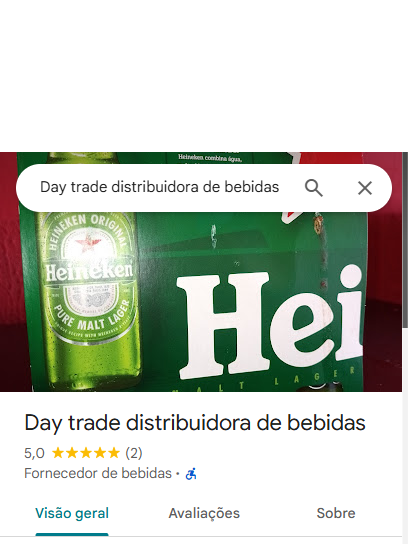 Heineken combina água,
Day trade distribuidora de bebidas
HEINEKEN ORIGINAL
Heineken
PURE MALT LAGER
Hei
MALT LAGER
Day trade distribuidora de bebidas
5,0 (2)
Fornecedor de bebidas ·
Visão geral
Avaliações
Sobre